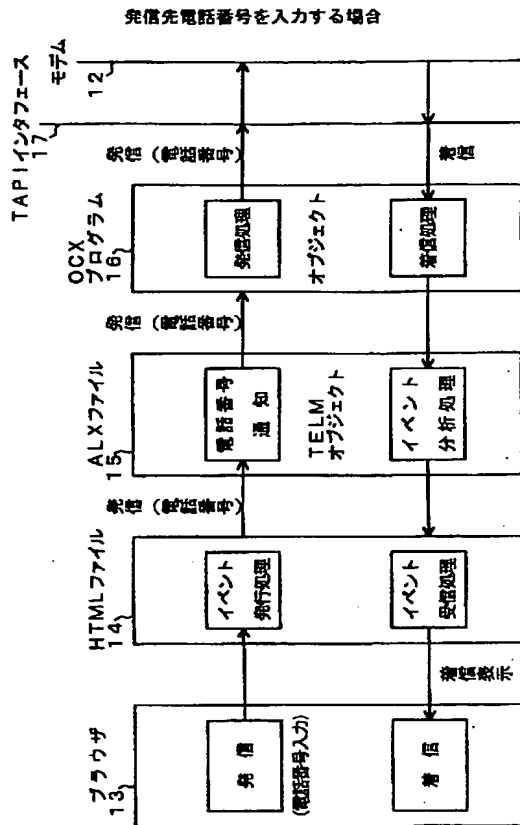 発信先電話番号を入力する場合
ブラウザ
13
発信
(電話番号入力)
着信
着信表示
HTMLファイル
14
イベント
発行処理
イベント
受信処理
発信(電話番号)
ALXファイル
15
電話番号
通知
TELM
オブジェクト
イベント
分析処理
発信(電話番号)
OCX
プログラム
16
発信処理
オブジェクト
着信処理
発信(電話番号)
着信
TAPIインタフェース
17
モデム
12